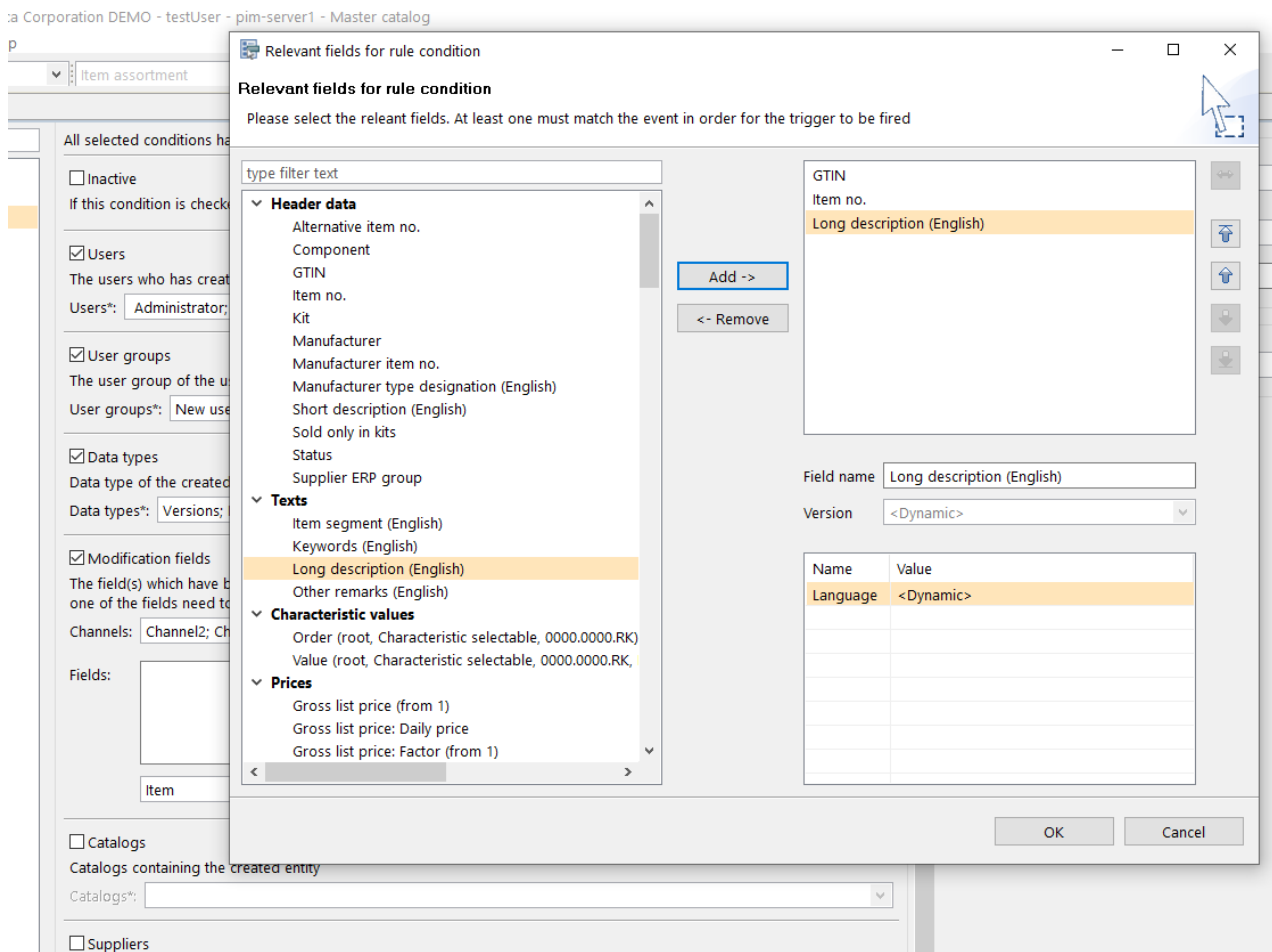 ta Corporation DEMO - testUser - pim-server1 - Master catalog
p
Item assortment
All selected conditions ha
Inactive
If this condition is checke
Users
The users who has creat
Users*: Administrator;
User groups
The user group of the u
User groups*: New use
Data types
Data type of the created
Data types*: Versions;
Modification fields
The field(s) which have b
one of the fields need to
Channels: Channel2; Ch
Fields:
Item
Catalogs
Catalogs containing the created entity
Catalogs*:
Suppliers
Relevant fields for rule condition
Relevant fields for rule condition
Please select the releant fields. At least one must match the event in order for the trigger to be fired
type filter text
Header data
Alternative item no.
Component
GTIN
Item no.
Kit
Manufacturer
Manufacturer item no.
Manufacturer type designation (English)
Short description (English)
Sold only in kits
Status
Supplier ERP group
Texts
Item segment (English)
Keywords (English)
Long description (English)
Other remarks (English)
Characteristic values
Order (root, Characteristic selectable, 0000.0000.RK)
Value (root, Characteristic selectable, 0000.0000.RK,
Prices
Gross list price (from 1)
Gross list price: Daily price
Gross list price: Factor (from 1)
Add ->
<- Remove
GTIN
Item no.
Long description (English)
Field name Long description (English)
Version <Dynamic>
Name Value
Language <Dynamic>
OK Cancel